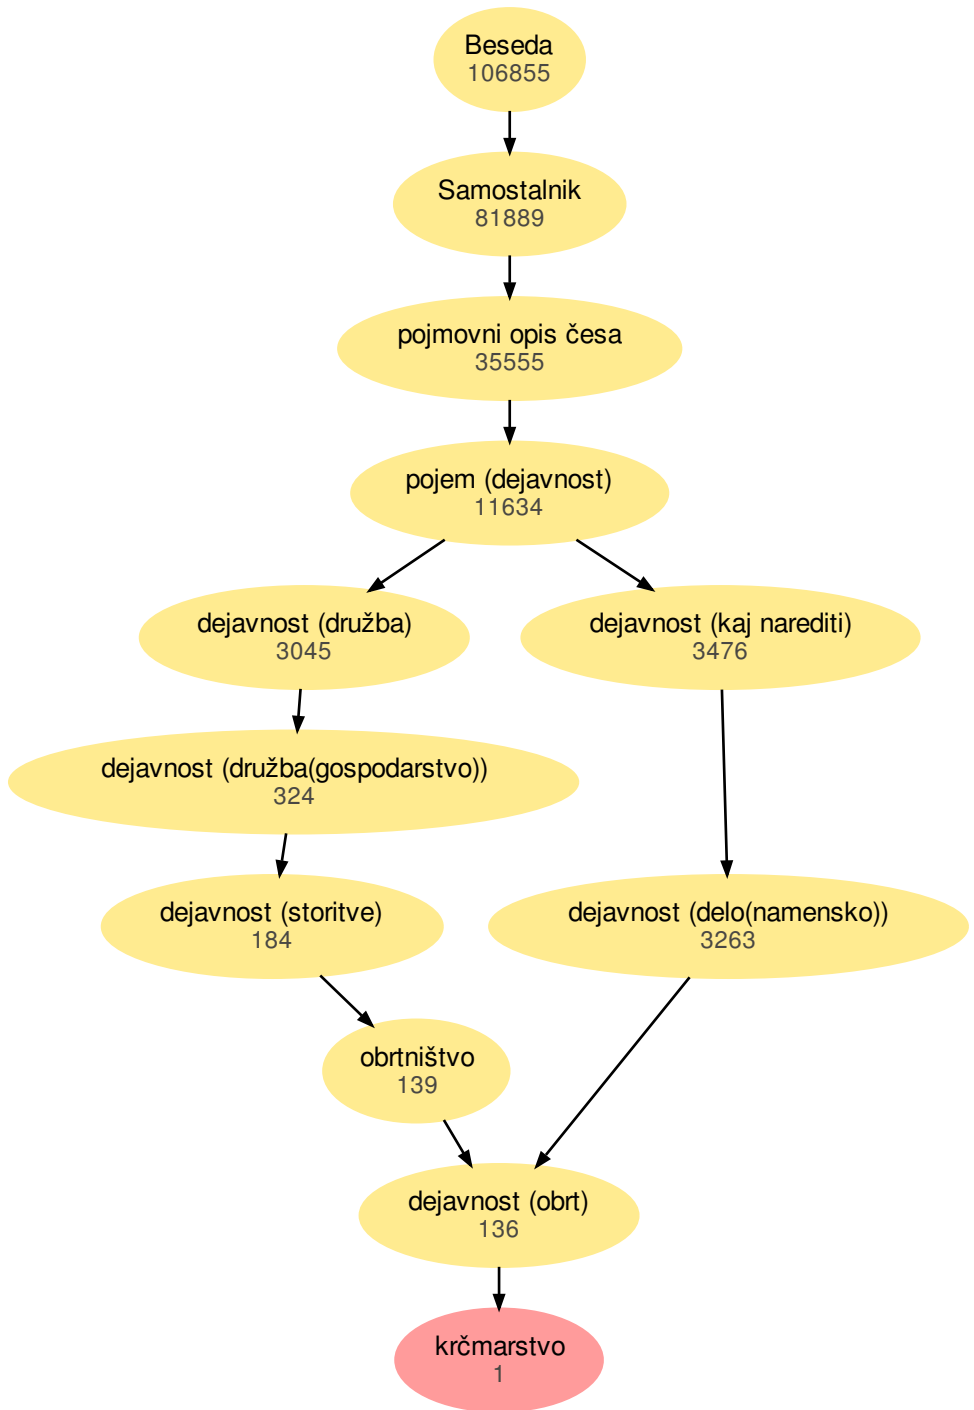 Beseda
106855
Samostalnik
81889
pojmovni opis česa
35555
pojem (dejavnost)
11634
dejavnost (družba)
3045
dejavnost (kaj narediti)
3476
dejavnost (družba(gospodarstvo))
324
dejavnost (storitve)
184
dejavnost (delo(namensko))
3263
obrtništvo
139
dejavnost (obrt)
136
krčmarstvo
1